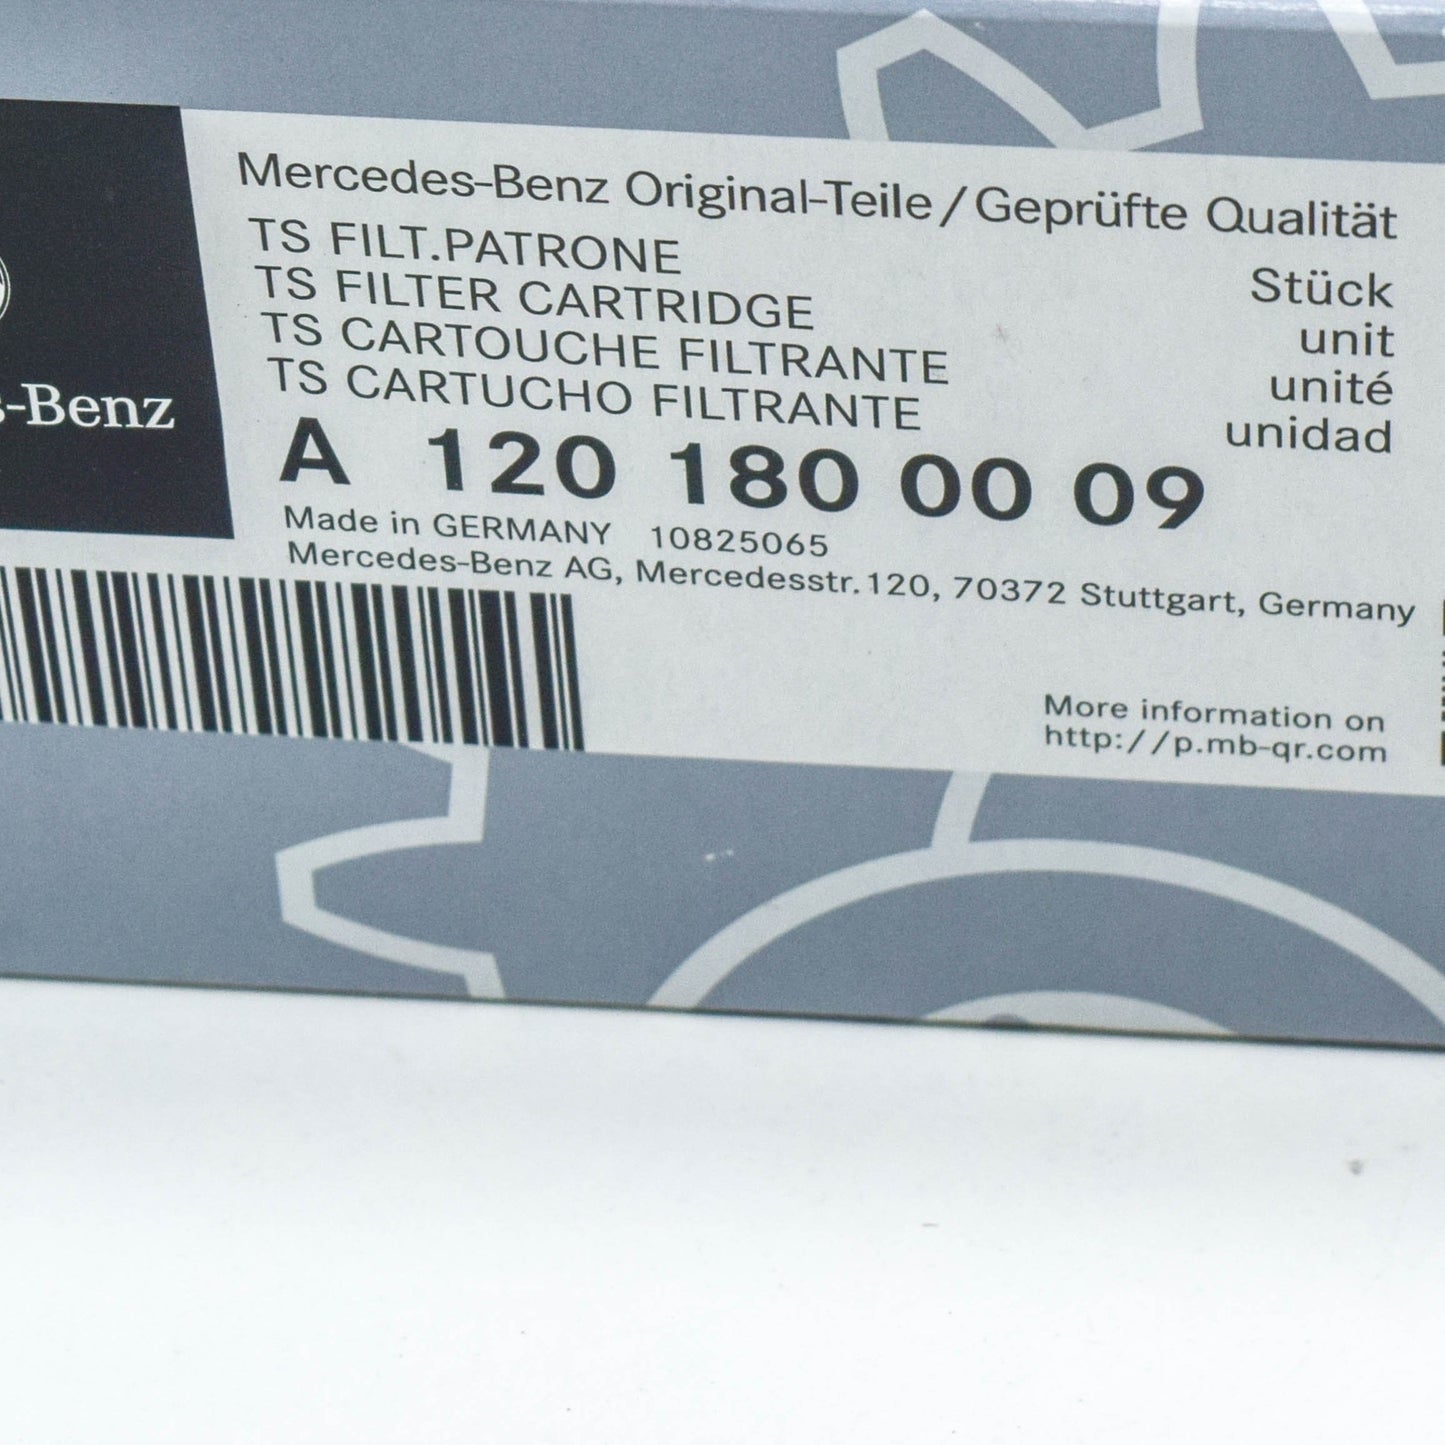 Mercedes-Benz Original-Teile/Geprüfte Qualität
TS FILT.PATRONE
TS FILTER CARTRIDGE
TS CARTOUCHE FILTRANTE
TS CARTUCHO FILTRANTE
Stück
unit
unité
unidad
-Benz
A 120 180 00 09
Made in GERMANY 10825065
Mercedes-Benz AG, Mercedesstr.120, 70372 Stuttgart, Germany
More information on
http://p.mb-qr.com